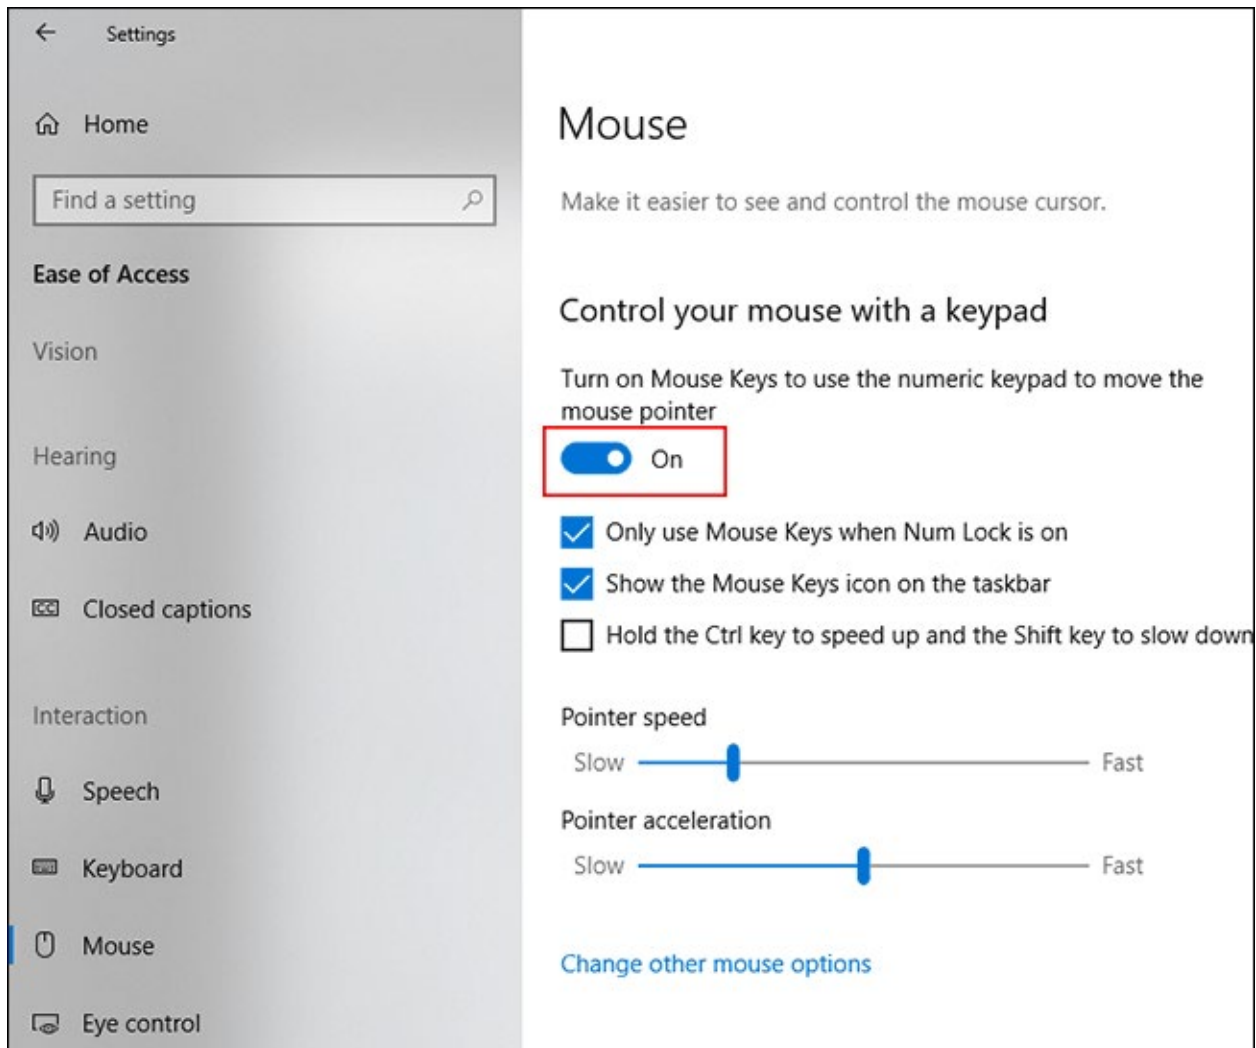 Settings
Home
Find a setting
Ease of Access
Vision
Hearing
Audio
CC
Closed captions
Interaction
Speech
Keyboard
Mouse
Eye control
Mouse
Make it easier to see and control the mouse cursor.
Control your mouse with a keypad
Turn on Mouse Keys to use the numeric keypad to move the
mouse pointer
On
Only use Mouse Keys when Num Lock is on
Show the Mouse Keys icon on the taskbar
Hold the Ctrl key to speed up and the Shift key to slow down
Pointer speed
Slow Fast
Pointer acceleration
Slow Fast
Change other mouse options